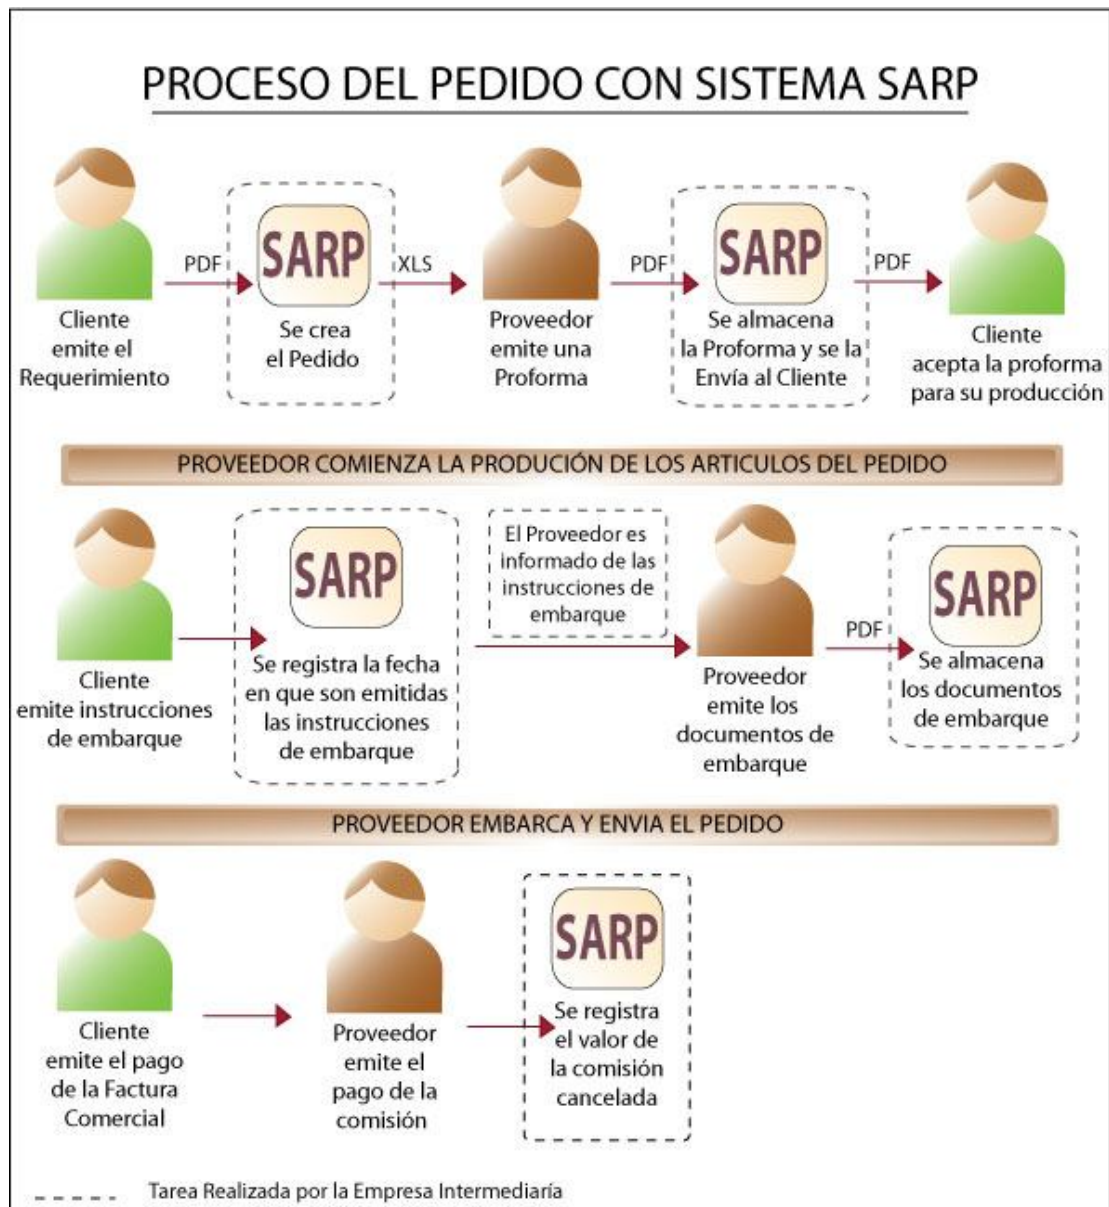 PROCESO DEL PEDIDO CON SISTEMA SARP
SARP
PDF
XLS
PDF
SARP
PDF
Cliente
emite el
Requerimiento
Se crea
el Pedido
Proveedor
emite una
Proforma
Se almacena
la Proforma y se la
Envía al Cliente
Cliente
acepta la proforma
para su producción
PROVEEDOR COMIENZA LA PRODUCIÓN DE LOS ARTICULOS DEL PEDIDO
Cliente
emite instrucciones
de embarque
SARP
Se registra la fecha
en que son emitidas
las instrucciones
de embarque
El Proveedor es
informado de las
instrucciones de
embarque
Proveedor
emite los
documentos de
embarque
PDF
SARP
Se almacena
los documentos
de embarque
PROVEEDOR EMBARCA Y ENVIA EL PEDIDO
Cliente
emite el pago
de la Factura
Comercial
Proveedor
emite el
pago de la
comisión
SARP
Se registra
el valor de
la comisión
cancelada
Tarea Realizada por la Empresa Intermediaría